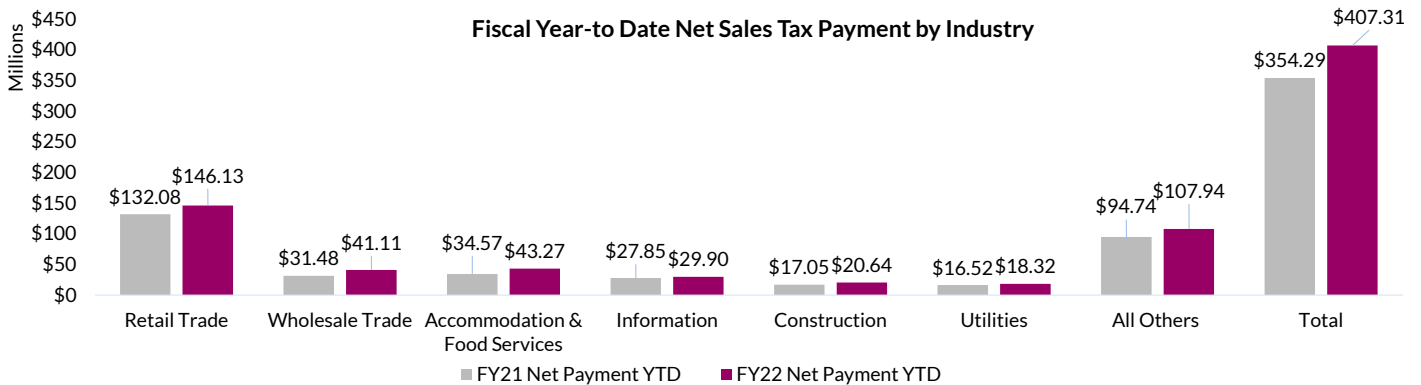 Fiscal Year-to Date Net Sales Tax Payment by Industry
Millions
$450
$400
$350
$300
$250
$200
$150
$100
$50
$0
$132.08
$146.13
$31.48
$41.11
$34.57
$43.27
$27.85
$29.90
$17.05
$20.64
$16.52
$18.32
$94.74
$107.94
$354.29
$407.31
Retail Trade
Wholesale Trade
Accommodation &
Food Services
Information
Construction
Utilities
All Others
Total
FY21 Net Payment YTD
FY22 Net Payment YTD